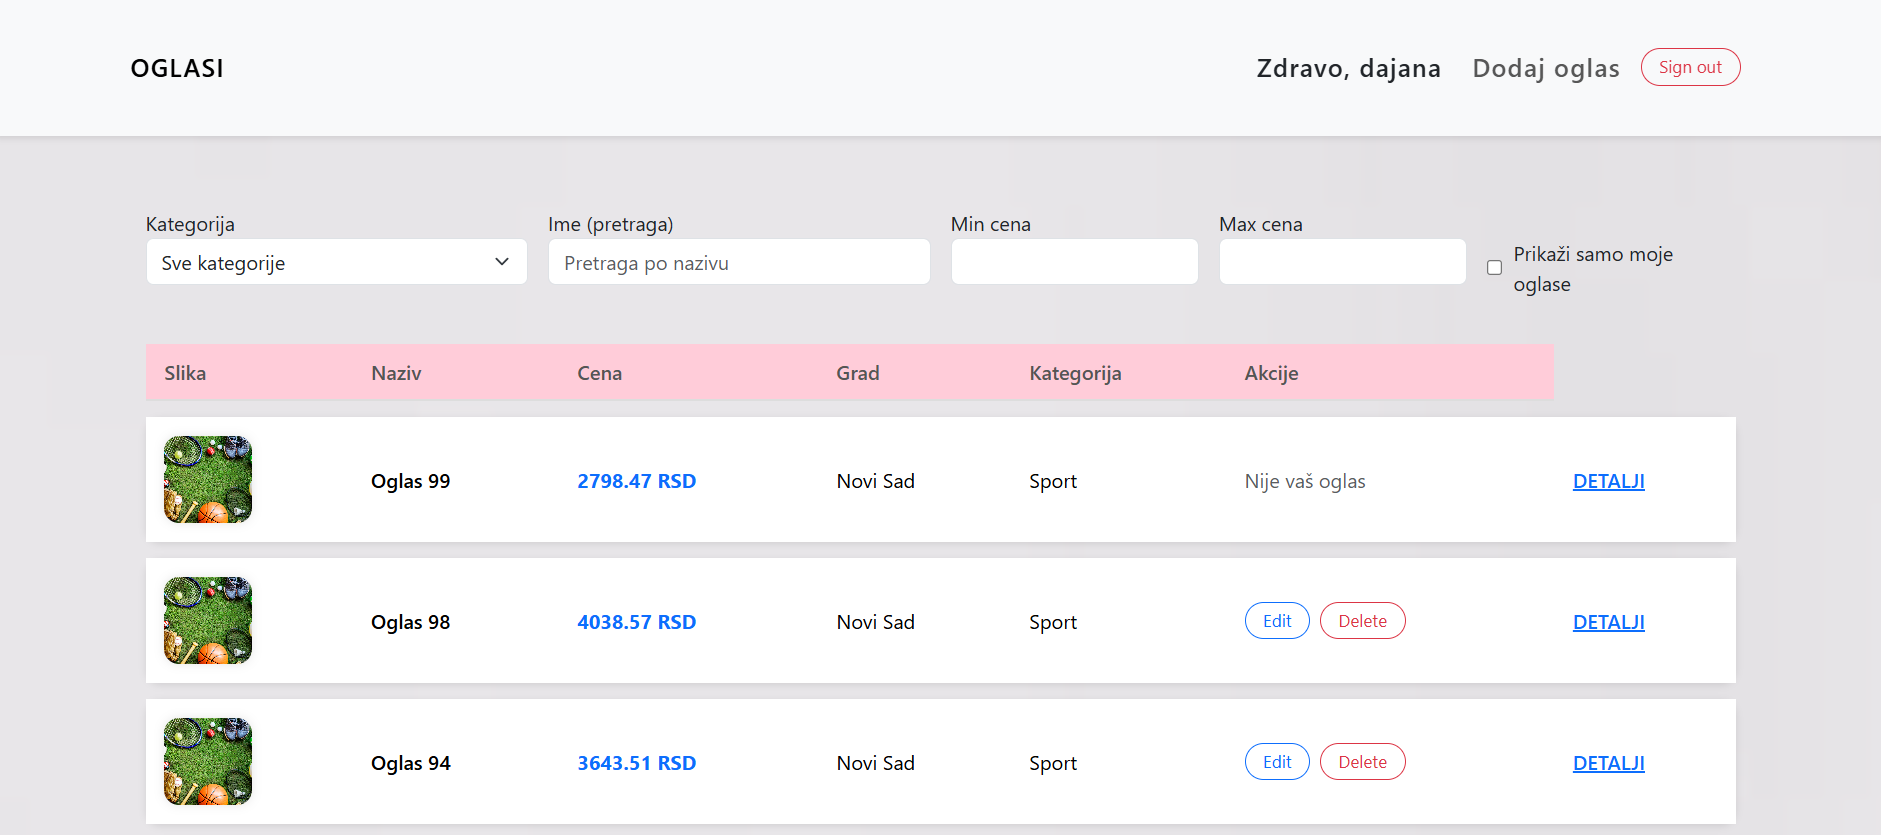 OGLASI
Zdravo, dajana
Dodaj oglas
Sign out
Kategorija
Ime (pretraga)
Min cena
Max cena
Sve kategorije
Pretraga po nazivu
Prikaži samo moje
oglase
Slika Naziv Cena Grad Kategorija Akcije
Oglas 99 2798.47 RSD Novi Sad Sport Nije vaš oglas DETALJI
Oglas 98 4038.57 RSD Novi Sad Sport Edit Delete DETALJI
Oglas 94 3643.51 RSD Novi Sad Sport Edit Delete DETALJI